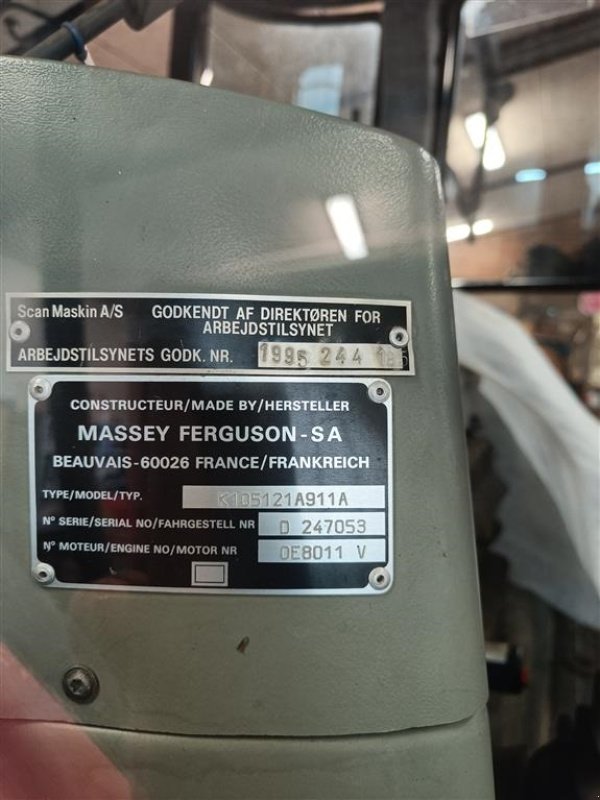 Scan Maskin A/S GODKENDT AF DIREKTØREN FOR
ARBEJDSTILSYNET
ARBEJDSTILSYNETS GODK. NR. 1995 244
CONSTRUCTEUR/MADE BY/HERSTELLER
MASSEY FERGUSON-SA
BEAUVAIS-60026 FRANCE/FRANKREICH
TYPE/MODEL/TYP. K105121A911A
Nº SERIE/SERIAL NO/FAHRGESTELL NR D 247053
Nº MOTEUR/ENGINE NO/MOTOR NR OE8011 V